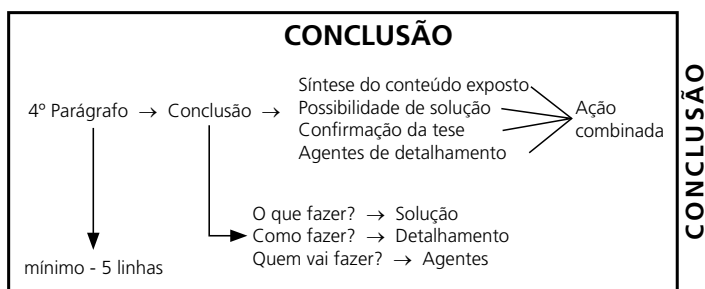 CONCLUSÃO
Síntese do conteúdo exposto
4º Parágrafo → Conclusão → Possibilidade de solução
Confirmação da tese
Agentes de detalhamento
Ação
combinada
O que fazer? → Solução
Como fazer? → Detalhamento
Quem vai fazer? → Agentes
mínimo - 5 linhas
CONCLUSÃO